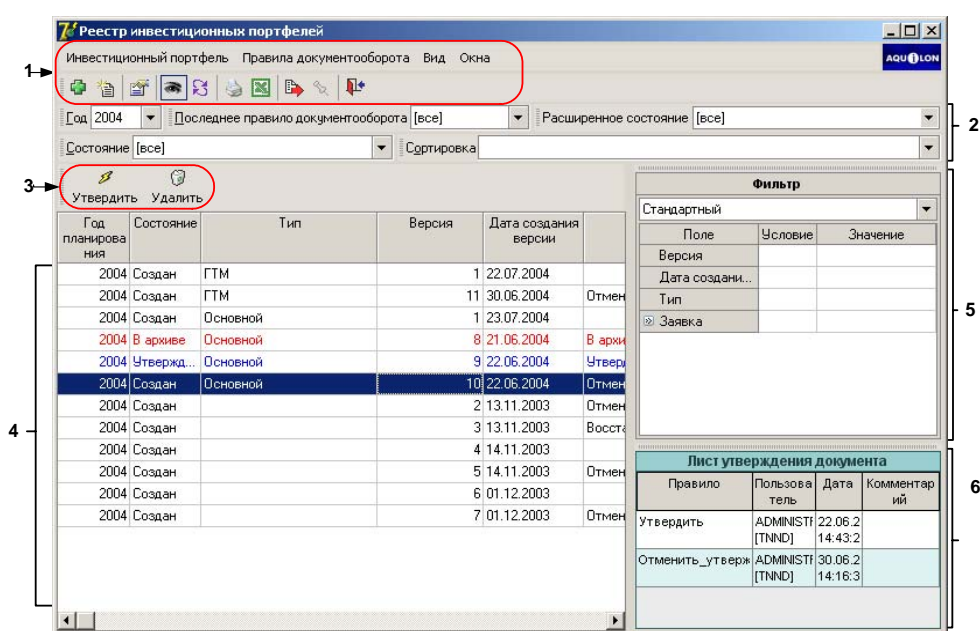 Реестр инвестиционных портфелей
Инвестиционный портфель Правила документооборота Вид Окна
AQUILON
1
Год 2004 Последнее правило документооборота [все] Расширенное состояние [все]
2
Состояние [все] Сортировка
3
Утвердить Удалить
Фильтр
Стандартный
Поле Условие Значение
Версия
Дата создани...
Тип
Заявка
5
Год планирова ния Состояние Тип Версия Дата создания версии
2004 Создан ГТМ 1 22.07.2004
2004 Создан ГТМ 11 30.06.2004 Отмен
2004 Создан Основной 1 23.07.2004
2004 В архиве Основной 8 21.06.2004 В архи
2004 Утвержд... Основной 9 22.06.2004 Утвер
2004 Создан Основной 10 22.06.2004 Отмен
2004 Создан 2 13.11.2003 Отмен
2004 Создан 3 13.11.2003 Восста
2004 Создан 4 14.11.2003
2004 Создан 5 14.11.2003 Отмен
2004 Создан 6 01.12.2003
2004 Создан 7 01.12.2003 Отмен
4
Лист утверждения документа
Правило Пользова тель Дата Комментар ий
6
Утвердить ADMINISTF 22.06.2
[TNND] 14:43:2
Отменить_утверж ADMINISTF 30.06.2
[TNND] 14:16:3